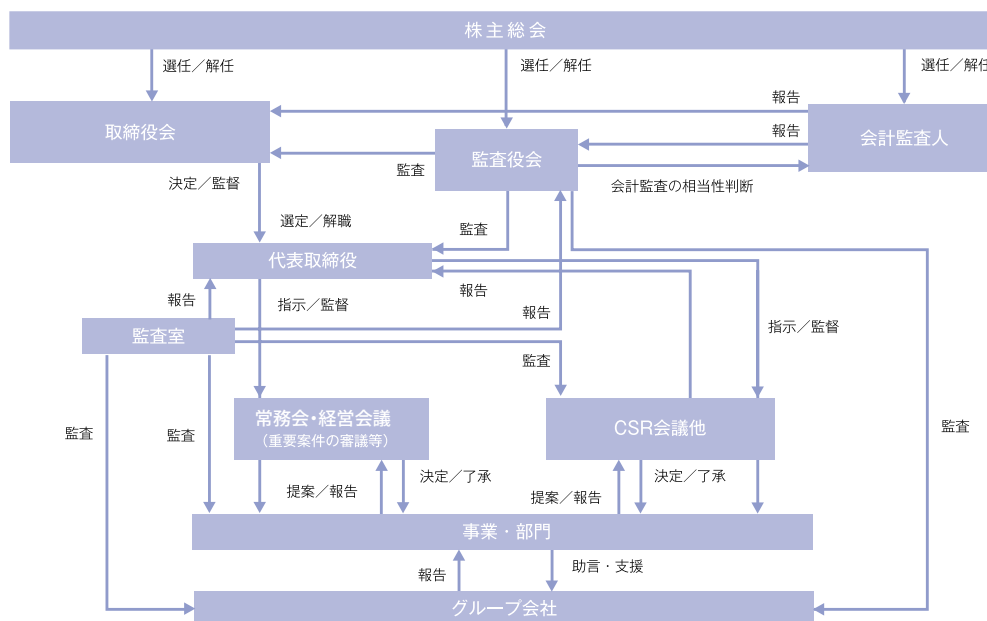 株主総会
選任／解任
選任／解任
選任／解任
報告
取締役会
報告
会計監査人
監査役会
監査
会計監査の相当性判断
決定／監督
選定／解職
監査
代表取締役
報告
報告
指示／監督
報告
指示／監督
監査室
監査
常務会・経営会議
（重要案件の審議等）
CSR会議他
監査
監査
監査
提案／報告
決定／了承
提案／報告
決定／了承
事業・部門
報告
助言・支援
グループ会社